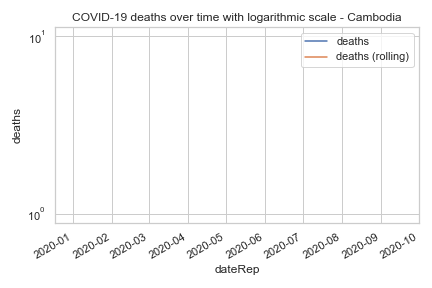 COVID-19 deaths over time with logarithmic scale - Cambodia
10¹
deaths
deaths (rolling)
deaths
10⁰
2020-01
2020-02
2020-03
2020-04
2020-05
2020-06
2020-07
2020-08
2020-09
2020-10
dateRep